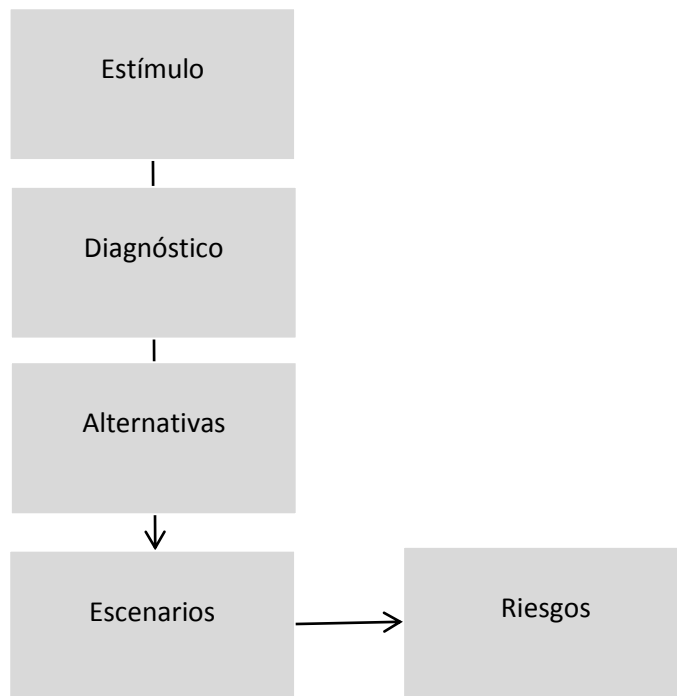 Estímulo
Diagnóstico
Alternativas
Escenarios
Riesgos